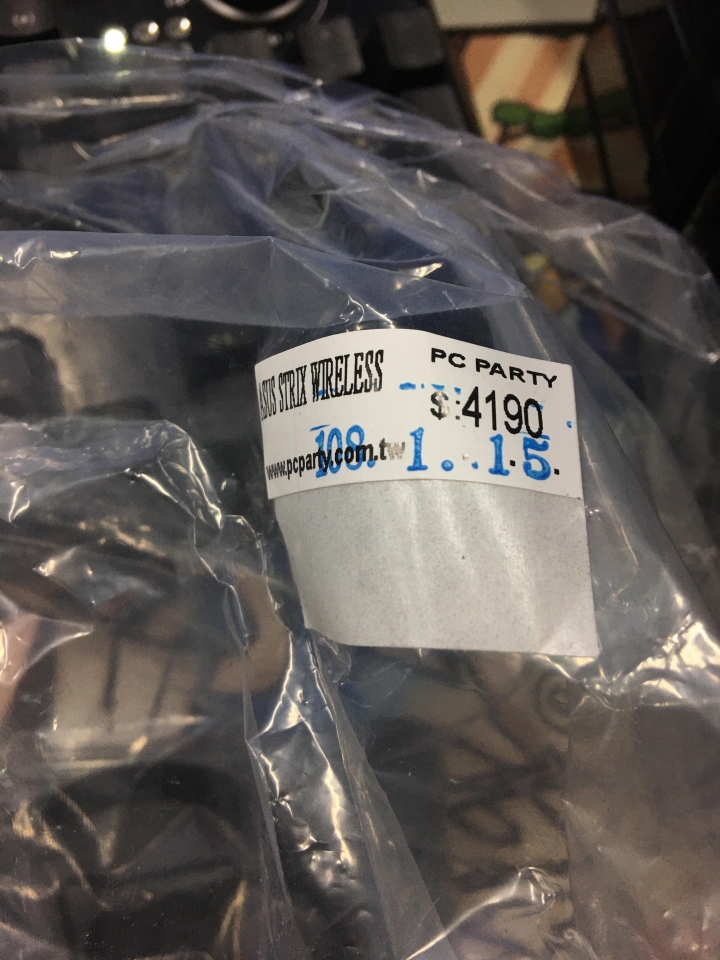 PC PARTY
ASUS STRIX WIRELESS
$:4190
108. 1. .15.
www.pcparty.com.tw